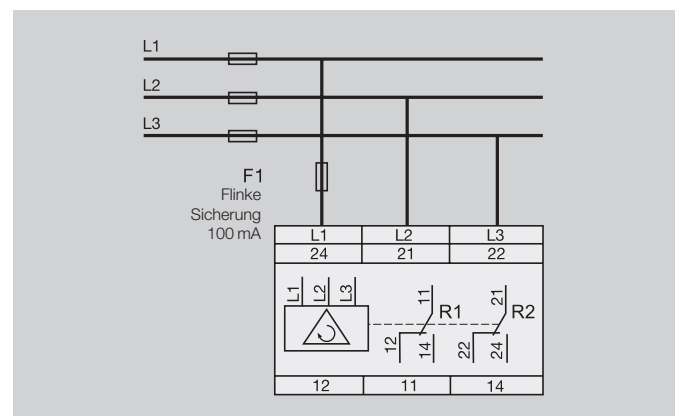 L1
L2
L3
F1
Flinke
Sicherung
100 mA
L1 L2 L3
24 21 22
L1 L2 L3
11 R1 21 R2
12 14 22 24
12 11 14